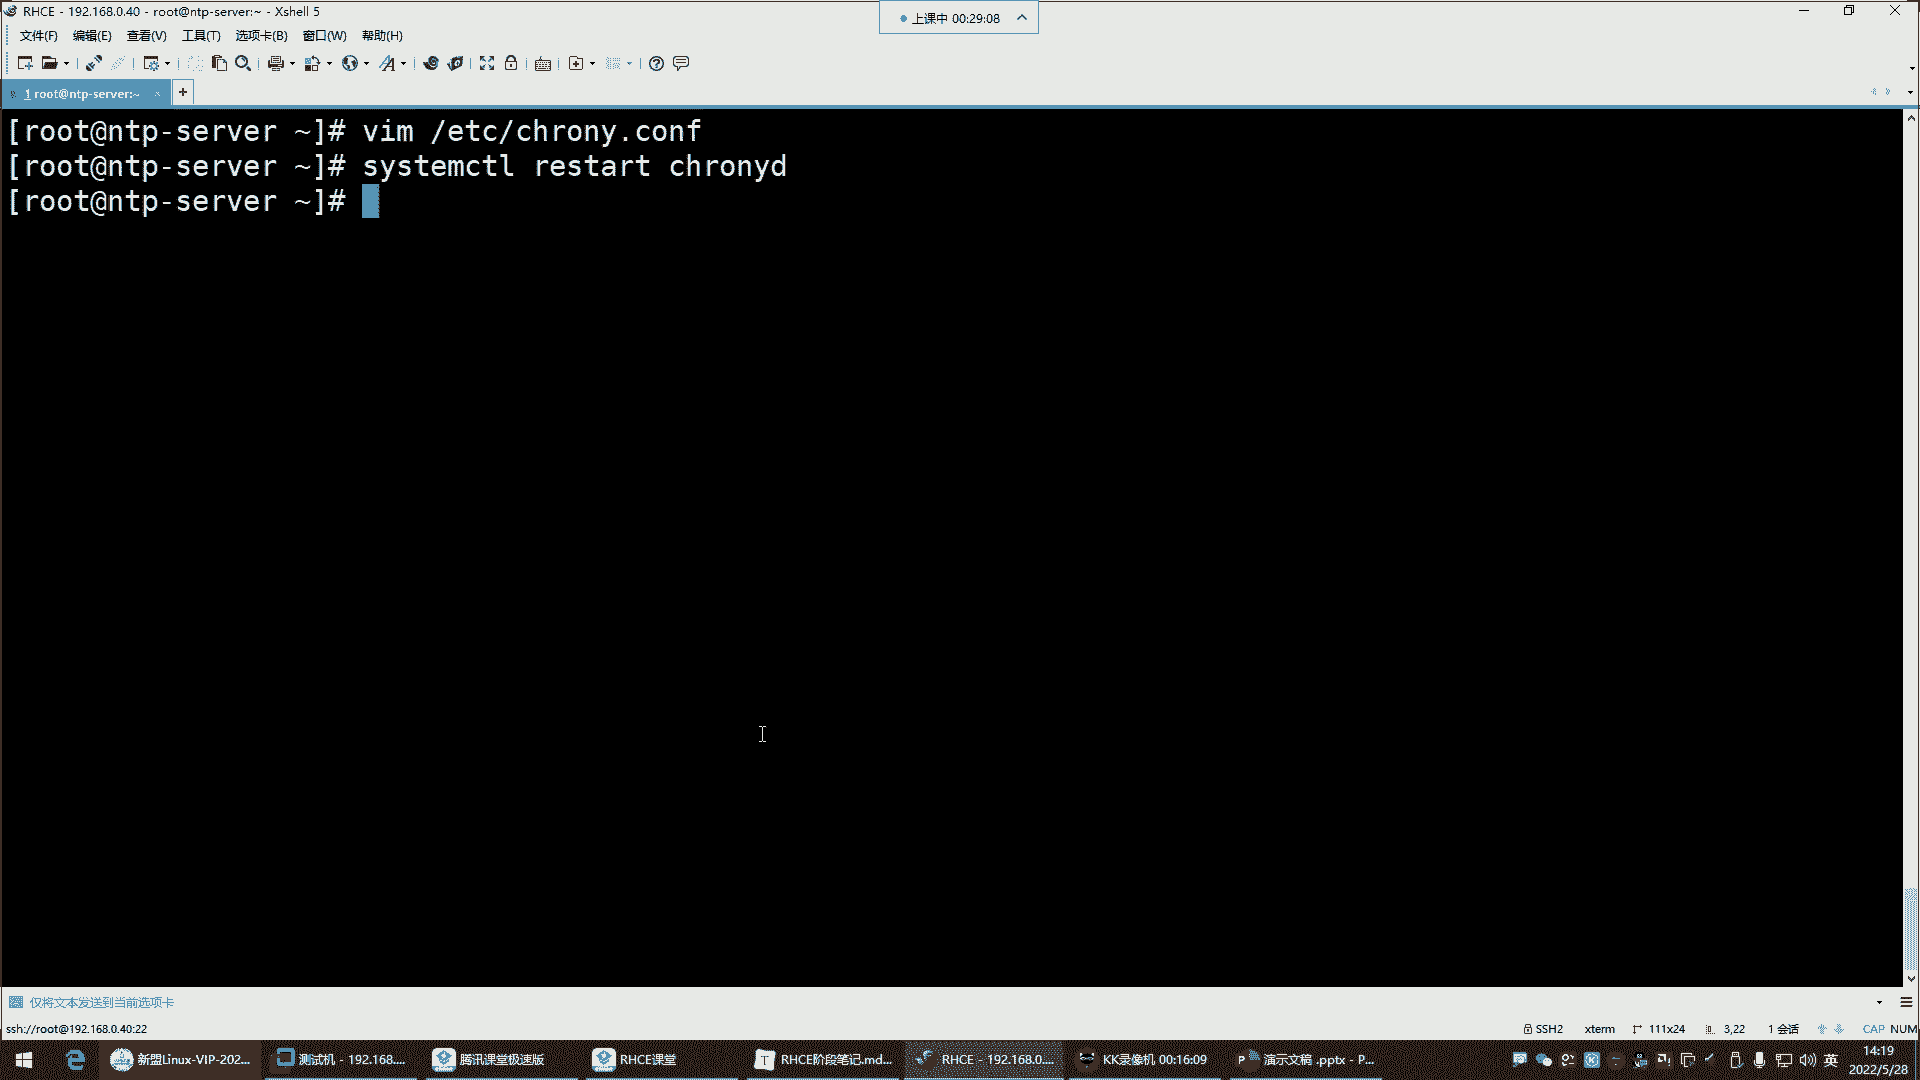 RHCE - 192.168.0.40 - root@ntp-server:~ - Xshell 5
上课中 00:29:08
文件(F) 编辑(E) 查看(V) 工具(T) 选项卡(B) 窗口(W) 帮助(H)
1 root@ntp-server:~
[root@ntp-server ~]# vim /etc/chrony.conf
[root@ntp-server ~]# systemctl restart chronyd
[root@ntp-server ~]#
仅将文本发送到当前选项卡
ssh://root@192.168.0.40:22 SSH2 xterm 111x24 3,22 1 会话 CAP NUM
新盟Linux-VIP-202... 测试机 - 192.168.... 腾讯课堂极速版 RHCE课堂 RHCE阶段笔记.md... RHCE - 192.168.0.... KK录像机 00:16:09 演示文稿 .pptx - P... 英 14:19
2022/5/28